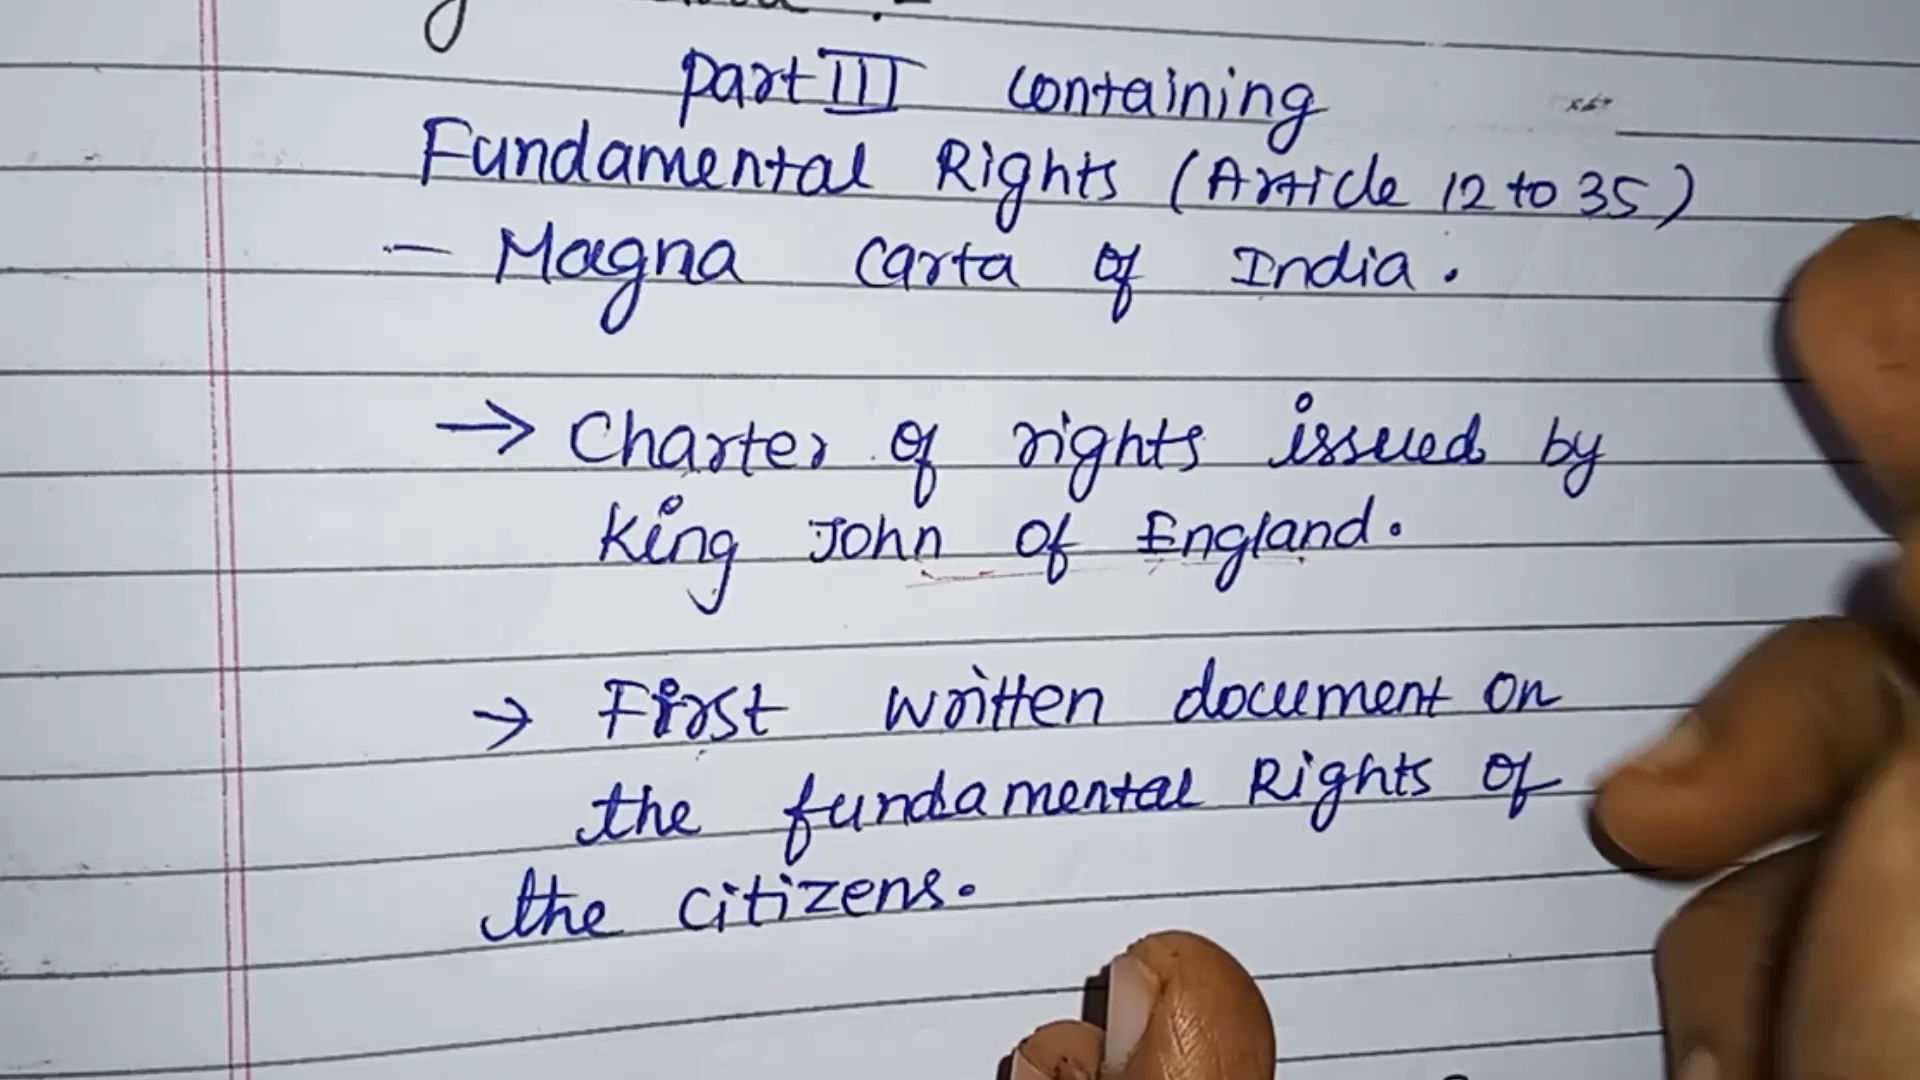 Part III containing
Fundamental Rights (Article 12 to 35)
- Magna Carta of India.
→ Charter of rights issued by
King John of England.
→ First written document on
the fundamental Rights of
the citizens.